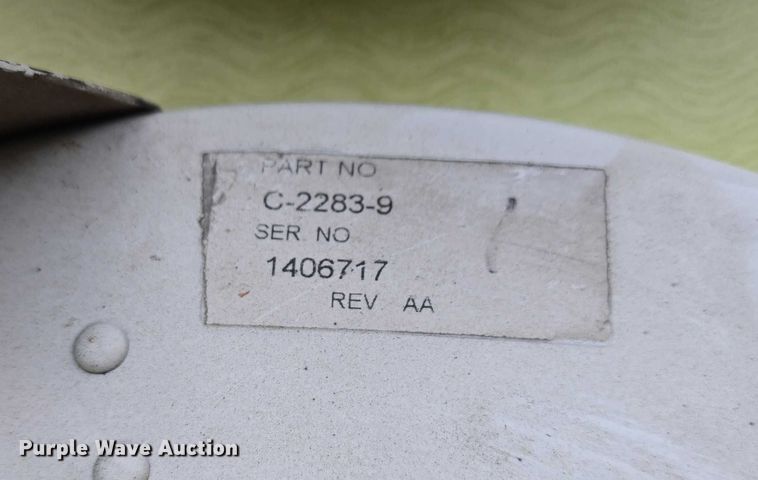 PART NO
C-2283-9
SER NO
1406717
REV AA
Purple Wave Auction